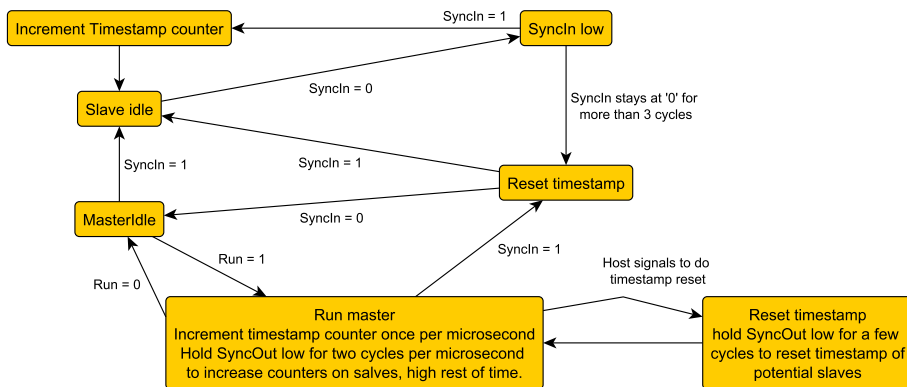 Increment Timestamp counter
SyncIn = 1
SyncIn low
SyncIn = 0
SyncIn stays at '0' for
more than 3 cycles
Slave idle
SyncIn = 1
SyncIn = 1
Reset timestamp
MasterIdle
SyncIn = 0
SyncIn = 1
Run = 1
Run = 0
Host signals to do
timestamp reset
Run master
Increment timestamp counter once per microsecond
Hold SyncOut low for two cycles per microsecond
to increase counters on salves, high rest of time.
Reset timestamp
hold SyncOut low for a few
cycles to reset timestamp of
potential slaves